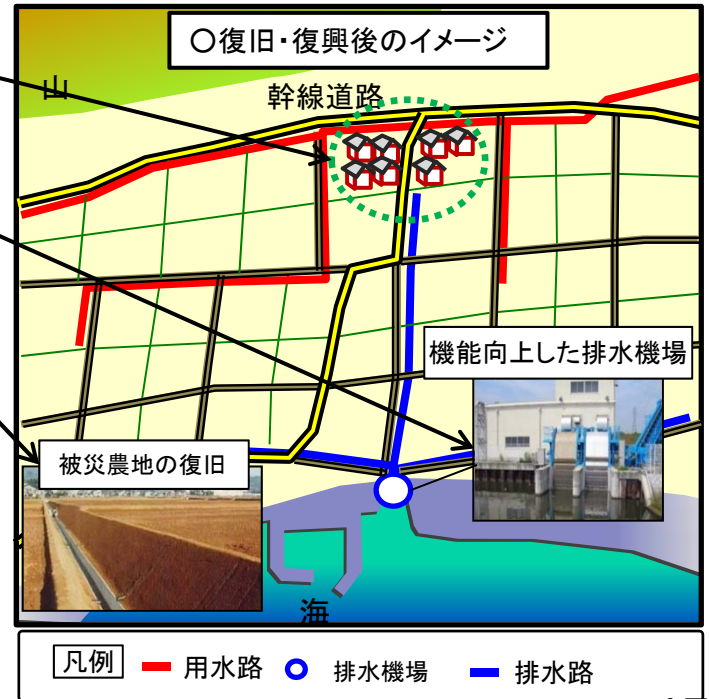 〇復旧・復興後のイメージ
山
幹線道路
機能向上した排水機場
被災農地の復旧
海
凡例 用水路 排水機場 排水路